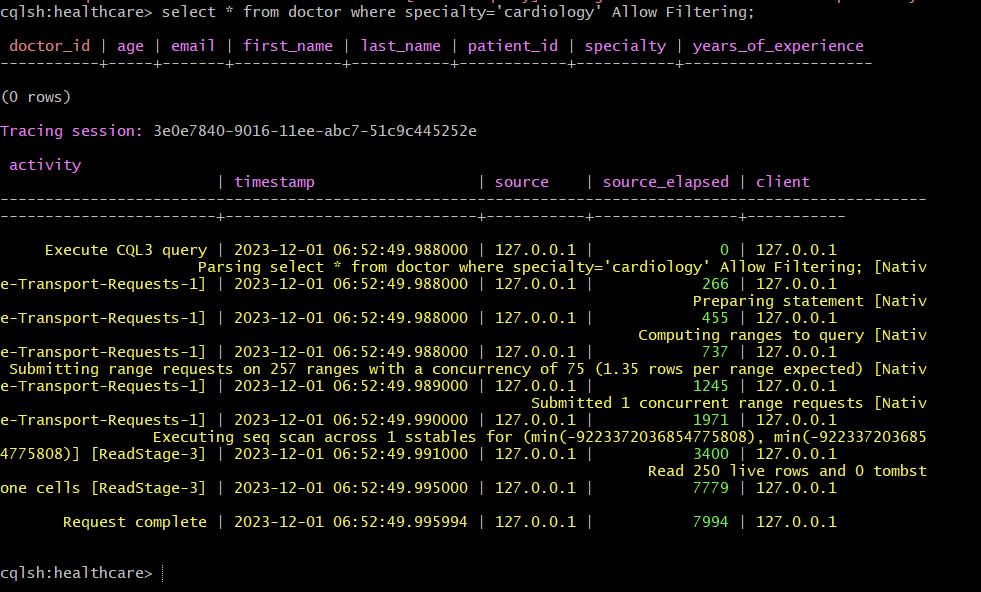 cqlsh:healthcare> select * from doctor where specialty='cardiology' Allow Filtering;
 doctor_id | age | email | first_name | last_name | patient_id | specialty | years_of_experience
-----------+-----+-------+------------+-----------+------------+-----------+---------------------
(0 rows)
Tracing session: 3e0e7840-9016-11ee-abc7-51c9c445252e
 activity
                        | timestamp                  | source    | source_elapsed | client
-------------------------------------------------------------------------------------------------------
------------------------+----------------------------+-----------+----------------+-----------
     Execute CQL3 query | 2023-12-01 06:52:49.988000 | 127.0.0.1 |              0 | 127.0.0.1
                      Parsing select * from doctor where specialty='cardiology' Allow Filtering; [Nativ
e-Transport-Requests-1] | 2023-12-01 06:52:49.988000 | 127.0.0.1 |            266 | 127.0.0.1
                                                                             Preparing statement [Nativ
e-Transport-Requests-1] | 2023-12-01 06:52:49.988000 | 127.0.0.1 |            455 | 127.0.0.1
                                                                       Computing ranges to query [Nativ
e-Transport-Requests-1] | 2023-12-01 06:52:49.988000 | 127.0.0.1 |            737 | 127.0.0.1
 Submitting range requests on 257 ranges with a concurrency of 75 (1.35 rows per range expected) [Nativ
e-Transport-Requests-1] | 2023-12-01 06:52:49.989000 | 127.0.0.1 |           1245 | 127.0.0.1
                                                           Submitted 1 concurrent range requests [Nativ
e-Transport-Requests-1] | 2023-12-01 06:52:49.990000 | 127.0.0.1 |           1971 | 127.0.0.1
                 Executing seq scan across 1 sstables for (min(-9223372036854775808), min(-922337203685
4775808)] [ReadStage-3] | 2023-12-01 06:52:49.991000 | 127.0.0.1 |           3400 | 127.0.0.1
                                                                        Read 250 live rows and 0 tombst
one cells [ReadStage-3] | 2023-12-01 06:52:49.995000 | 127.0.0.1 |           7779 | 127.0.0.1
       Request complete | 2023-12-01 06:52:49.995994 | 127.0.0.1 |           7994 | 127.0.0.1
cqlsh:healthcare>